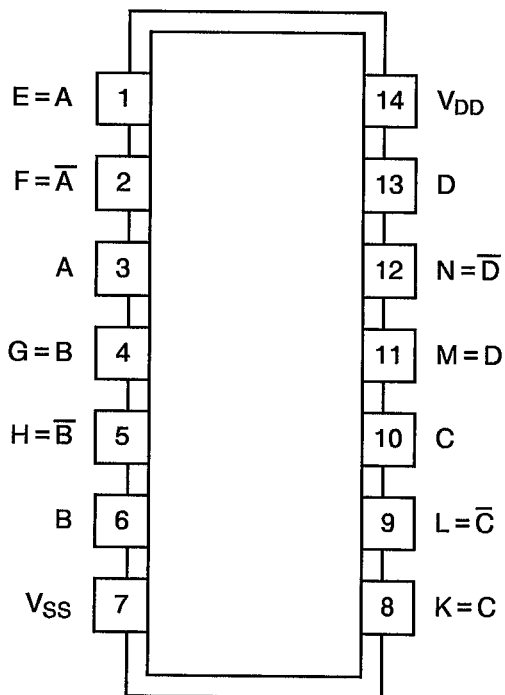 E = A 1 14 V_DD
F = A̅ 2 13 D
A 3 12 N = D̅
G = B 4 11 M = D
H = B̅ 5 10 C
B 6 9 L = C̅
V_SS 7 8 K = C